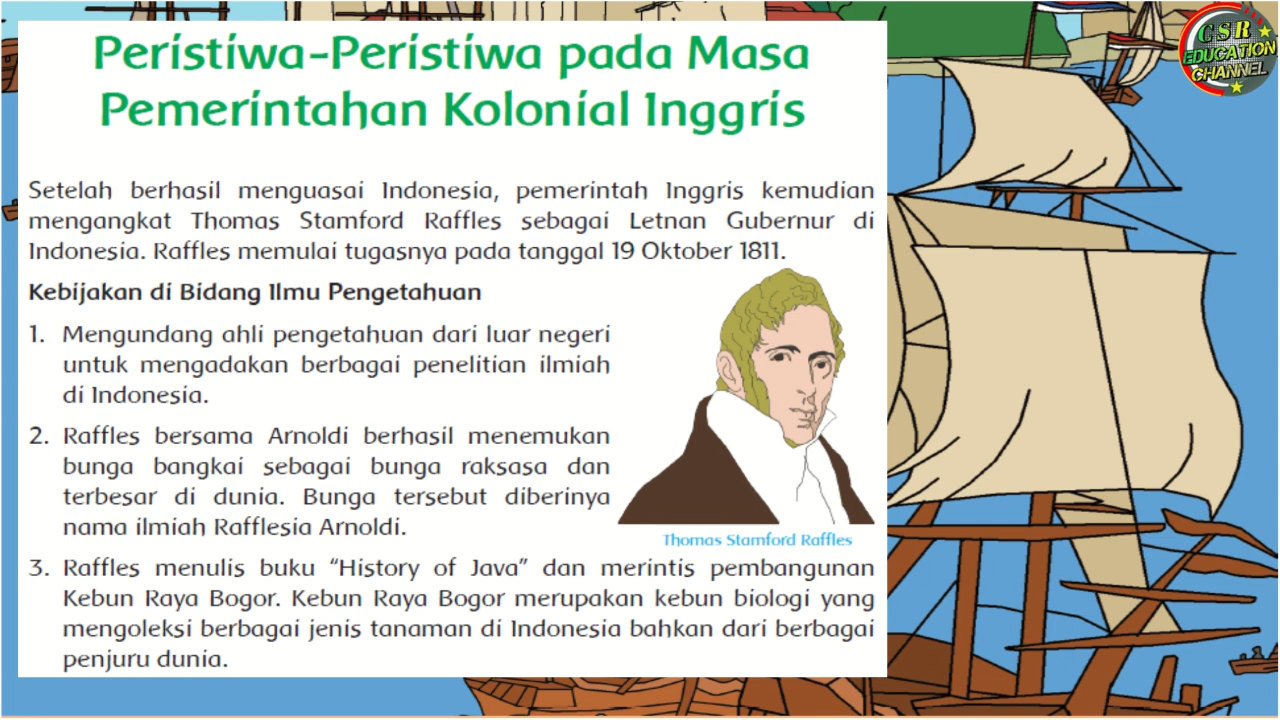 Peristiwa-Peristiwa pada Masa
Pemerintahan Kolonial Inggris
Setelah berhasil menguasai Indonesia, pemerintah Inggris kemudian
mengangkat Thomas Stamford Raffles sebagai Letnan Gubernur di
Indonesia. Raffles memulai tugasnya pada tanggal 19 Oktober 1811.
Kebijakan di Bidang Ilmu Pengetahuan
1. Mengundang ahli pengetahuan dari luar negeri
untuk mengadakan berbagai penelitian ilmiah
di Indonesia.
2. Raffles bersama Arnoldi berhasil menemukan
bunga bangkai sebagai bunga raksasa dan
terbesar di dunia. Bunga tersebut diberinya
nama ilmiah Rafflesia Arnoldi.
Thomas Stamford Raffles
3. Raffles menulis buku “History of Java” dan merintis pembangunan
Kebun Raya Bogor. Kebun Raya Bogor merupakan kebun biologi yang
mengoleksi berbagai jenis tanaman di Indonesia bahkan dari berbagai
penjuru dunia.
CSR
EDUCATION
CHANNEL